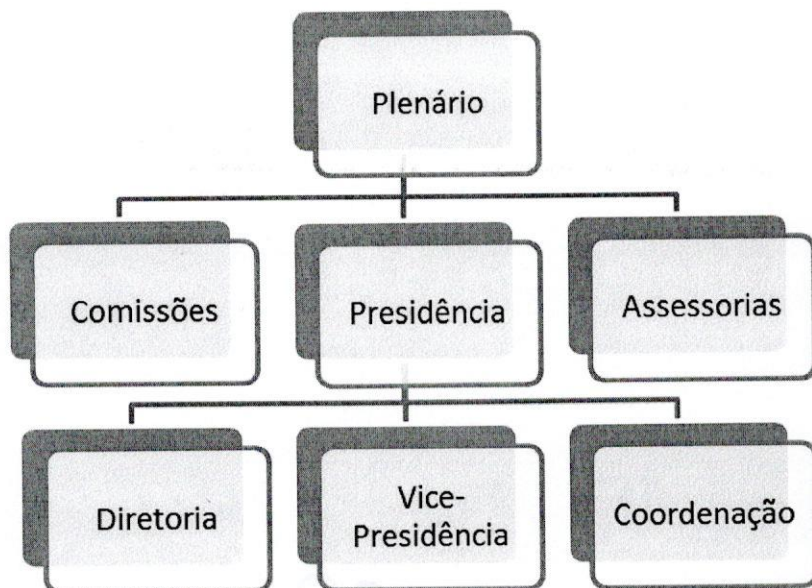 Plenário
Comissões
Presidência
Assessorias
Diretoria
Vice-
Presidência
Coordenação